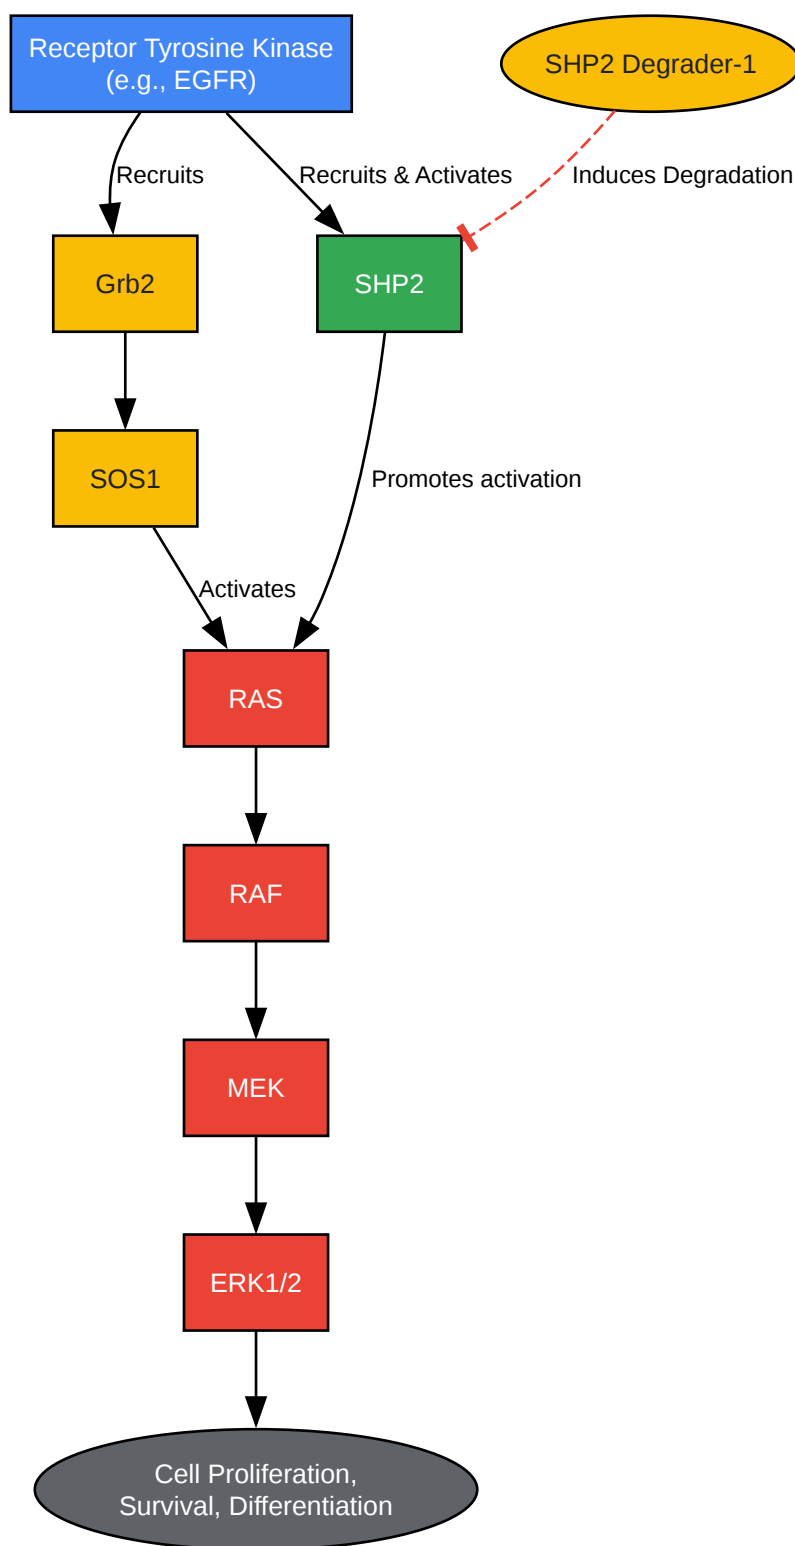 Receptor Tyrosine Kinase
(e.g., EGFR)
SHP2 Degrader-1
Recruits
Recruits & Activates
Induces Degradation
Grb2
SHP2
SOS1
Promotes activation
Activates
RAS
RAF
MEK
ERK1/2
Cell Proliferation,
Survival, Differentiation